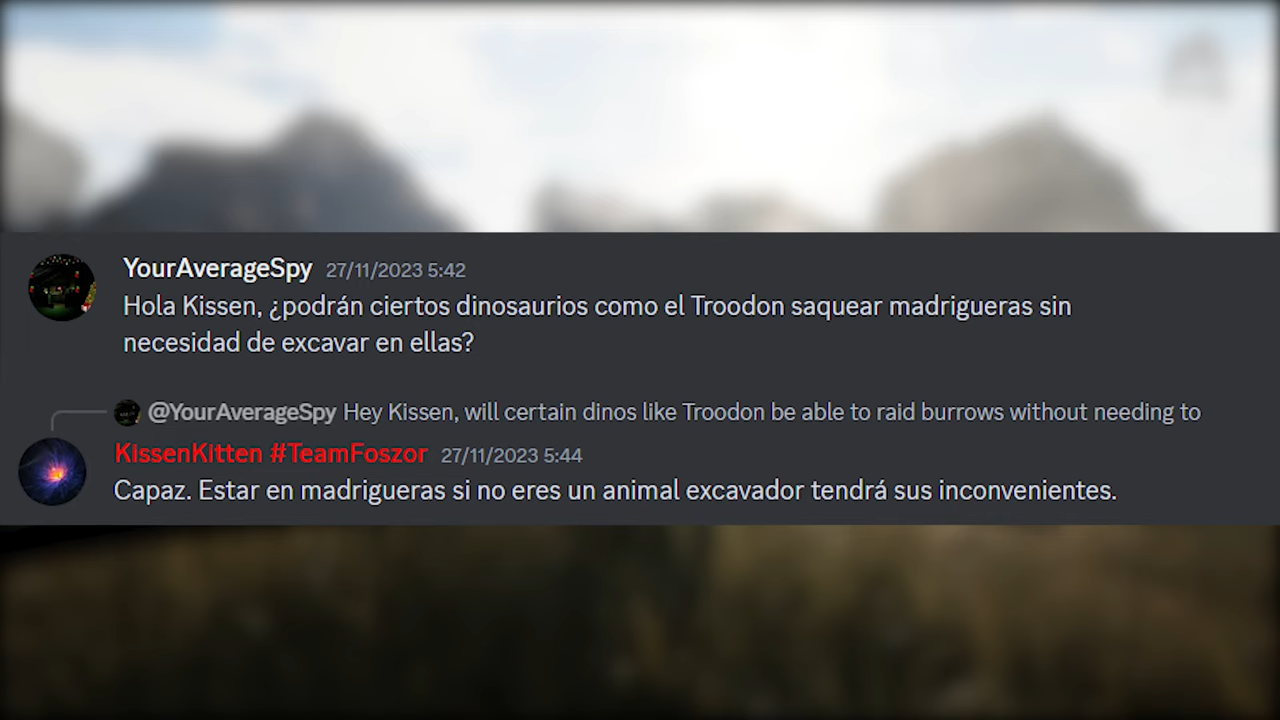 YourAverageSpy 27/11/2023 5:42
Hola Kissen, ¿podrán ciertos dinosaurios como el Troodon saquear madrigueras sin
necesidad de excavar en ellas?
@YourAverageSpy Hey Kissen, will certain dinos like Troodon be able to raid burrows without needing to
KissenKitten #TeamFoszor 27/11/2023 5:44
Capaz. Estar en madrigueras si no eres un animal excavador tendrá sus inconvenientes.